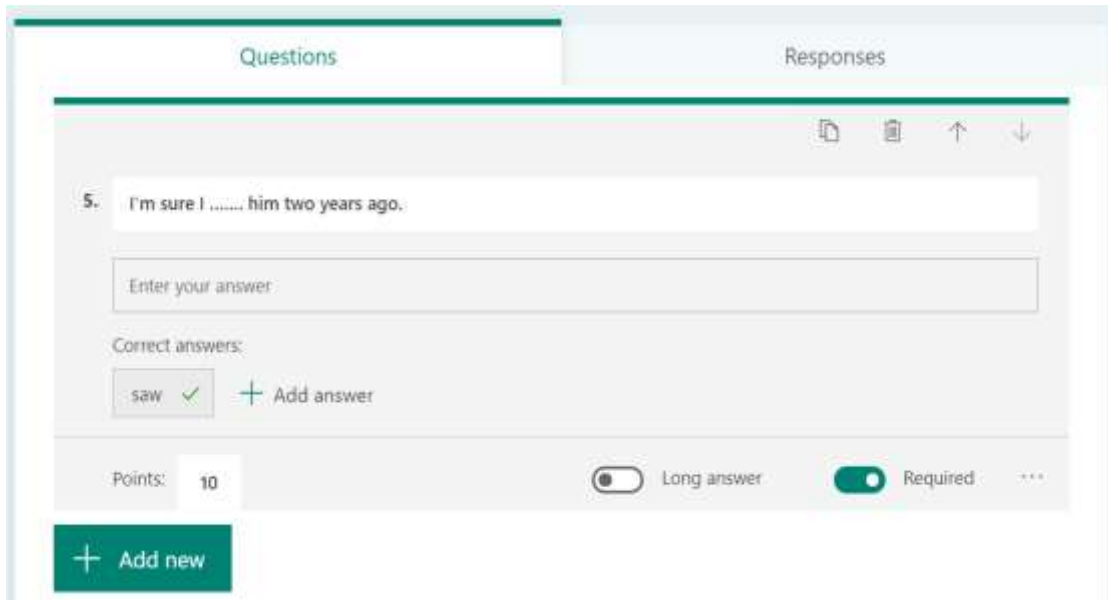 Questions Responses
5. I'm sure I ....... him two years ago.
Enter your answer
Correct answers:
saw + Add answer
Points: 10 Long answer Required ...
+ Add new